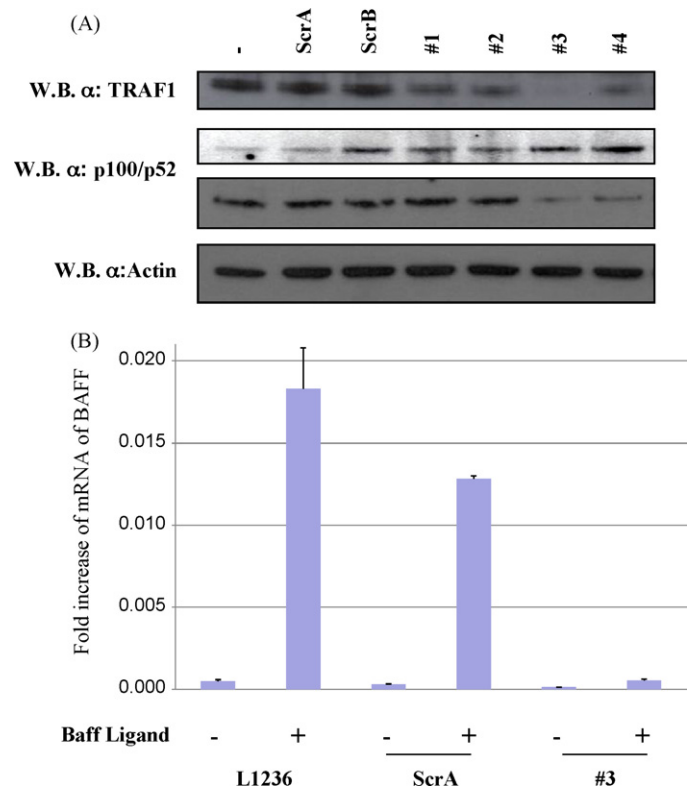 (A)
- ScrA ScrB #1 #2 #3 #4
W.B. α: TRAF1
W.B. α: p100/p52
W.B. α:Actin
(B)
Fold increase of mRNA of BAFF
0.020
0.015
0.010
0.005
0.000
Baff Ligand - + - + - +
L1236 ScrA #3